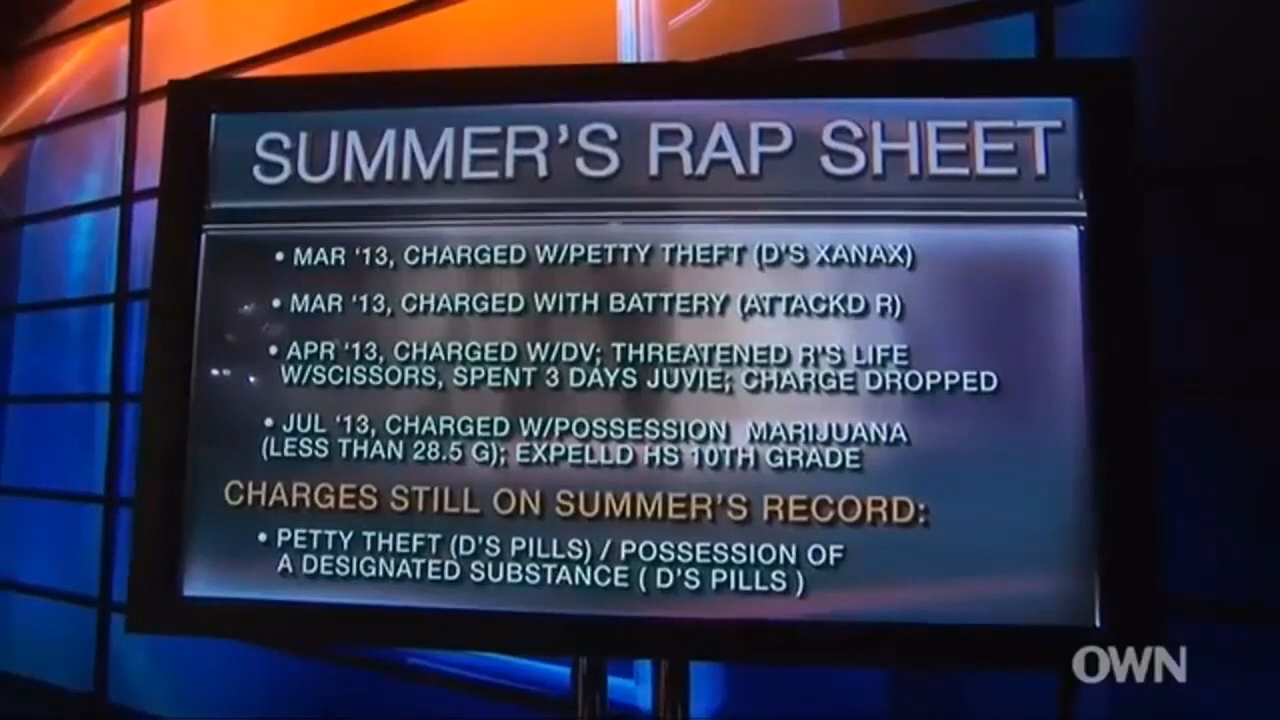 SUMMER'S RAP SHEET
• MAR '13, CHARGED W/PETTY THEFT (D'S XANAX)
• MAR '13, CHARGED WITH BATTERY (ATTACKD R)
• APR '13, CHARGED W/DV; THREATENED R'S LIFE
W/SCISSORS, SPENT 3 DAYS JUVIE; CHARGE DROPPED
• JUL '13, CHARGED W/POSSESSION MARIJUANA
(LESS THAN 28.5 G); EXPELLD HS 10TH GRADE
CHARGES STILL ON SUMMER'S RECORD:
• PETTY THEFT (D'S PILLS) / POSSESSION OF
A DESIGNATED SUBSTANCE ( D'S PILLS )
OWN